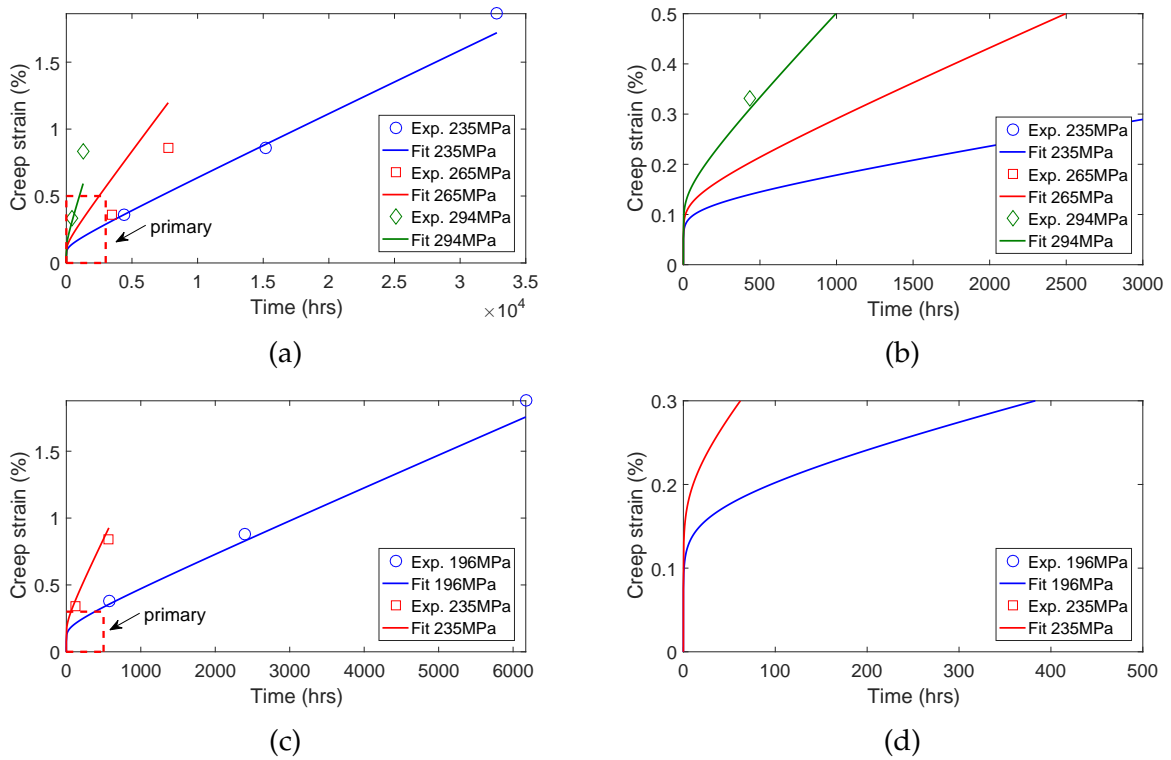 Creep strain (%)
1.5
1
0.5
0
Exp. 235MPa
Fit 235MPa
Exp. 265MPa
Fit 265MPa
Exp. 294MPa
Fit 294MPa
primary
0 0.5 1 1.5 2 2.5 3 3.5
Time (hrs)
×10^4
(a)
Creep strain (%)
0.5
0.4
0.3
0.2
0.1
0
Exp. 235MPa
Fit 235MPa
Exp. 265MPa
Fit 265MPa
Exp. 294MPa
Fit 294MPa
0 500 1000 1500 2000 2500 3000
Time (hrs)
(b)
Creep strain (%)
1.5
1
0.5
0
Exp. 196MPa
Fit 196MPa
Exp. 235MPa
Fit 235MPa
primary
0 1000 2000 3000 4000 5000 6000
Time (hrs)
(c)
Creep strain (%)
0.3
0.2
0.1
0
Exp. 196MPa
Fit 196MPa
Exp. 235MPa
Fit 235MPa
0 100 200 300 400 500
Time (hrs)
(d)